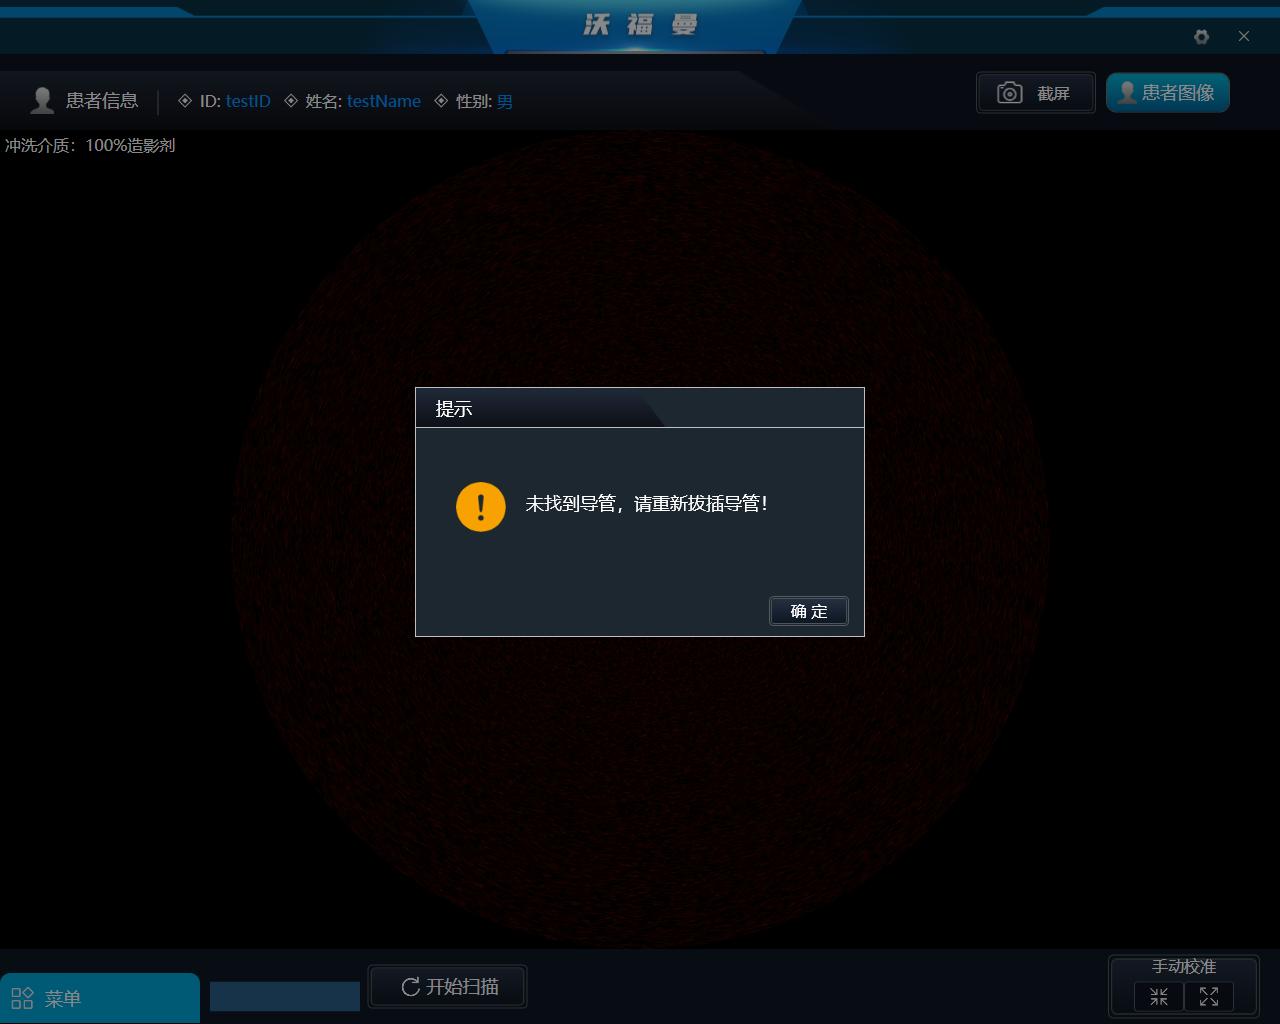 沃福曼
患者信息 ID: testID 姓名: testName 性别: 男
截屏
患者图像
冲洗介质：100%造影剂
提示
未找到导管，请重新拔插导管！
确定
菜单
开始扫描
手动校准